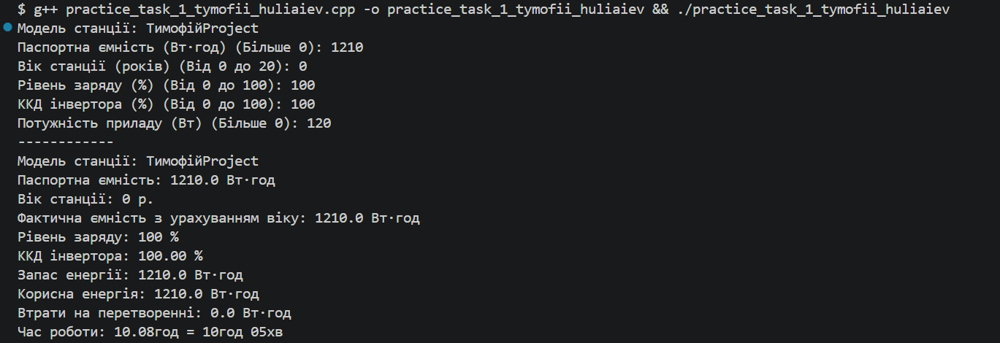 $ g++ practice_task_1_tymofii_huliaiev.cpp -o practice_task_1_tymofii_huliaiev && ./practice_task_1_tymofii_huliaiev
Модель станції: ТимофійProject
Паспортна ємність (Вт·год) (Більше 0): 1210
Вік станції (років) (Від 0 до 20): 0
Рівень заряду (%) (Від 0 до 100): 100
ККД інвертора (%) (Від 0 до 100): 100
Потужність приладу (Вт) (Більше 0): 120
------------
Модель станції: ТимофійProject
Паспортна ємність: 1210.0 Вт·год
Вік станції: 0 р.
Фактична ємність з урахуванням віку: 1210.0 Вт·год
Рівень заряду: 100 %
ККД інвертора: 100.00 %
Запас енергії: 1210.0 Вт·год
Корисна енергія: 1210.0 Вт·год
Втрати на перетворенні: 0.0 Вт·год
Час роботи: 10.08год = 10год 05хв